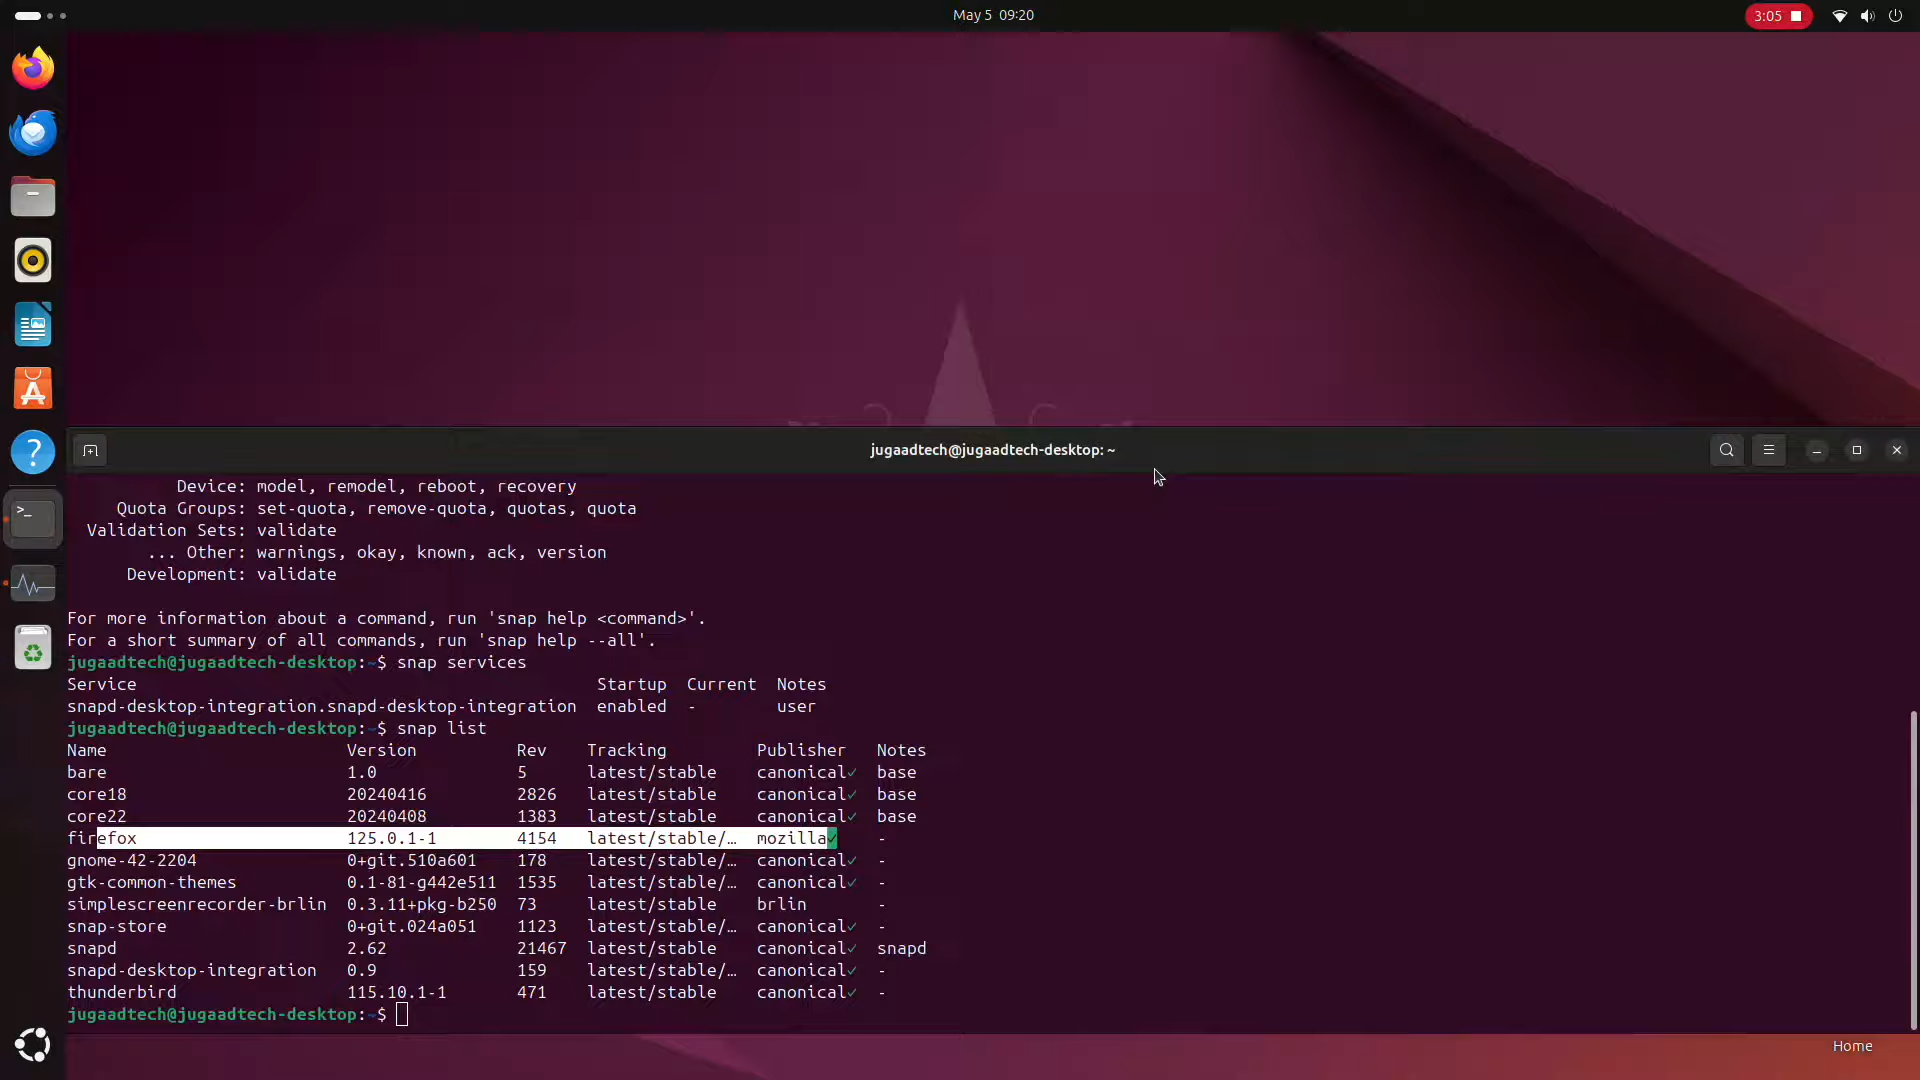 May 5 09:20
3:05
jugaadtech@jugaadtech-desktop: ~
Device: model, remodel, reboot, recovery
Quota Groups: set-quota, remove-quota, quotas, quota
Validation Sets: validate
... Other: warnings, okay, known, ack, version
Development: validate
For more information about a command, run 'snap help <command>'.
For a short summary of all commands, run 'snap help --all'.
jugaadtech@jugaadtech-desktop:~$ snap services
Service Startup Current Notes
snapd-desktop-integration.snapd-desktop-integration enabled - user
jugaadtech@jugaadtech-desktop:~$ snap list
Name Version Rev Tracking Publisher Notes
bare 1.0 5 latest/stable canonical✓ base
core18 20240416 2826 latest/stable canonical✓ base
core22 20240408 1383 latest/stable canonical✓ base
firefox 125.0.1-1 4154 latest/stable/… mozilla✓ -
gnome-42-2204 0+git.510a601 178 latest/stable/… canonical✓ -
gtk-common-themes 0.1-81-g442e511 1535 latest/stable/… canonical✓ -
simplescreenrecorder-brlin 0.3.11+pkg-b250 73 latest/stable brlin -
snap-store 0+git.024a051 1123 latest/stable/… canonical✓ -
snapd 2.62 21467 latest/stable canonical✓ snapd
snapd-desktop-integration 0.9 159 latest/stable/… canonical✓ -
thunderbird 115.10.1-1 471 latest/stable canonical✓ -
jugaadtech@jugaadtech-desktop:~$
Home